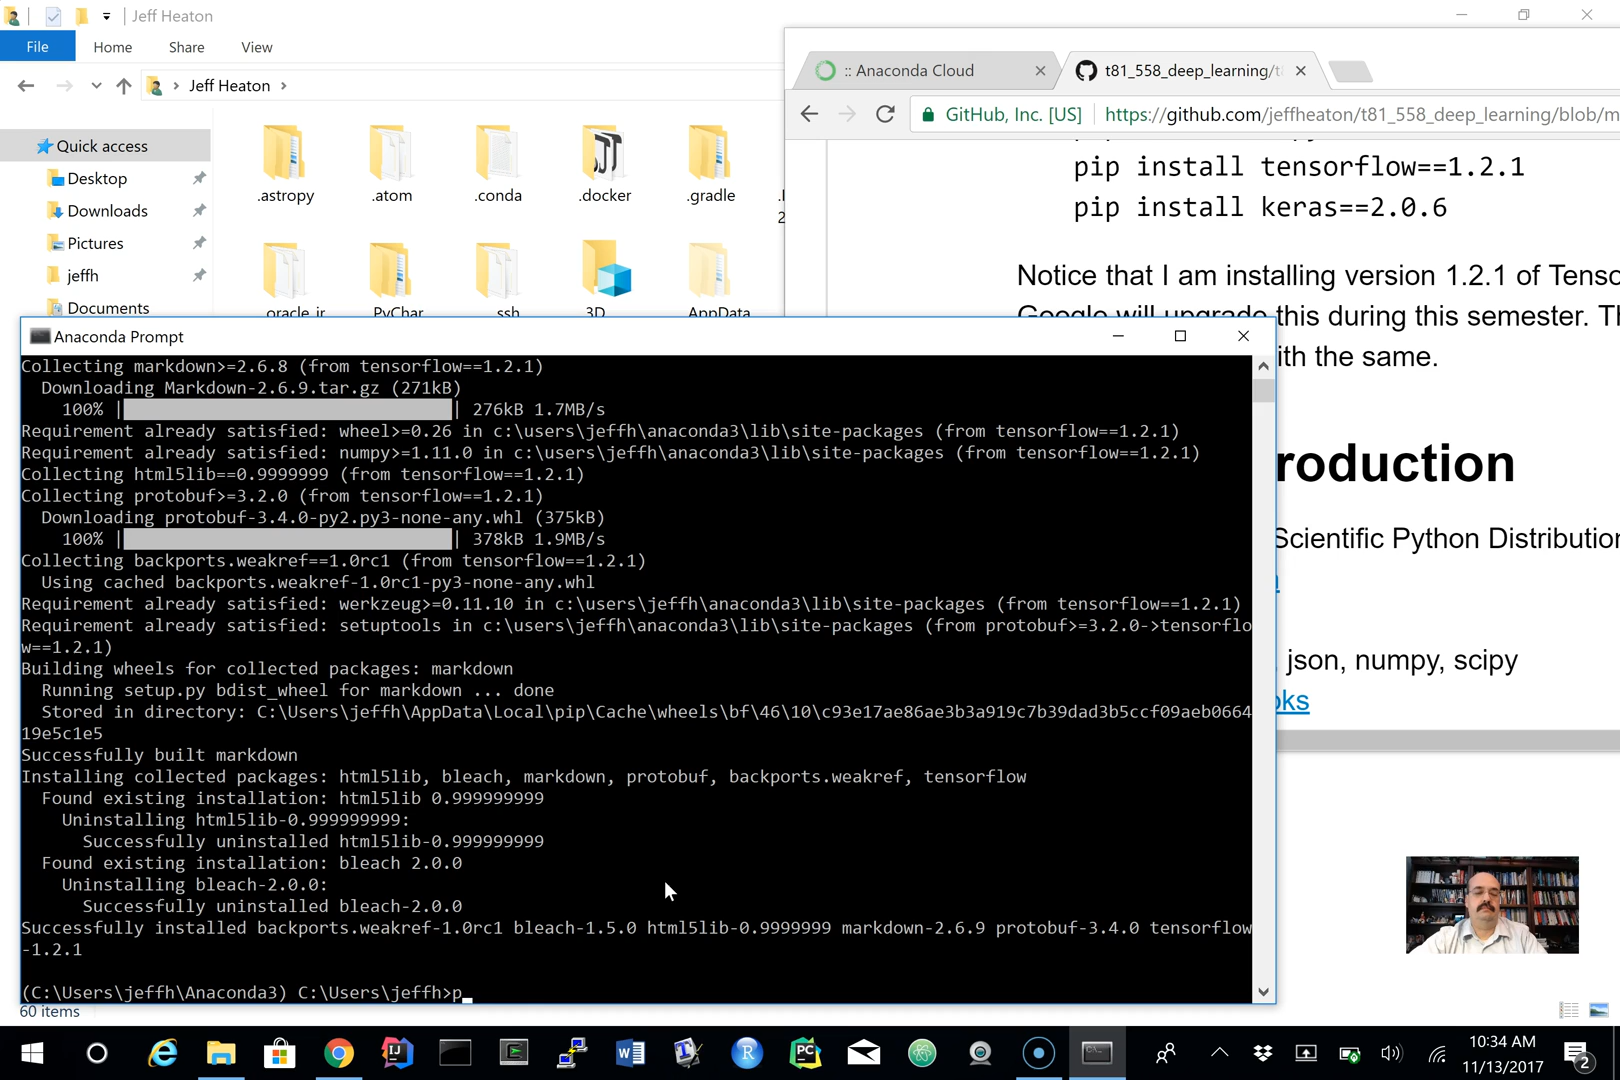 Jeff Heaton
File Home Share View
Jeff Heaton
:: Anaconda Cloud
t81_558_deep_learning/t
GitHub, Inc. [US]
https://github.com/jeffheaton/t81_558_deep_learning/blob/m
Quick access
Desktop
Downloads
Pictures
jeffh
Documents
.astropy
.atom
.conda
.docker
.gradle
2
3D
AppData
pip install tensorflow==1.2.1
pip install keras==2.0.6
Notice that I am installing version 1.2.1 of Tenso
Google will upgrade this during this semester. Th
ith the same.
roduction
Scientific Python Distribution
, json, numpy, scipy
oks
Anaconda Prompt
Collecting markdown>=2.6.8 (from tensorflow==1.2.1)
Downloading Markdown-2.6.9.tar.gz (271kB)
100% | | 276kB 1.7MB/s
Requirement already satisfied: wheel>=0.26 in c:\users\jeffh\anaconda3\lib\site-packages (from tensorflow==1.2.1)
Requirement already satisfied: numpy>=1.11.0 in c:\users\jeffh\anaconda3\lib\site-packages (from tensorflow==1.2.1)
Collecting html5lib==0.9999999 (from tensorflow==1.2.1)
Collecting protobuf>=3.2.0 (from tensorflow==1.2.1)
Downloading protobuf-3.4.0-py2.py3-none-any.whl (375kB)
100% | | 378kB 1.9MB/s
Collecting backports.weakref==1.0rc1 (from tensorflow==1.2.1)
Using cached backports.weakref-1.0rc1-py3-none-any.whl
Requirement already satisfied: werkzeug>=0.11.10 in c:\users\jeffh\anaconda3\lib\site-packages (from tensorflow==1.2.1)
Requirement already satisfied: setuptools in c:\users\jeffh\anaconda3\lib\site-packages (from protobuf>=3.2.0->tensorflo
w==1.2.1)
Building wheels for collected packages: markdown
Running setup.py bdist_wheel for markdown ... done
Stored in directory: C:\Users\jeffh\AppData\Local\pip\Cache\wheels\bf\46\10\c93e17ae86ae3b3a919c7b39dad3b5ccf09aeb0664
19e5c1e5
Successfully built markdown
Installing collected packages: html5lib, bleach, markdown, protobuf, backports.weakref, tensorflow
Found existing installation: html5lib 0.999999999
Uninstalling html5lib-0.999999999:
Successfully uninstalled html5lib-0.999999999
Found existing installation: bleach 2.0.0
Uninstalling bleach-2.0.0:
Successfully uninstalled bleach-2.0.0
Successfully installed backports.weakref-1.0rc1 bleach-1.5.0 html5lib-0.9999999 markdown-2.6.9 protobuf-3.4.0 tensorflow
-1.2.1
(C:\Users\jeffh\Anaconda3) C:\Users\jeffh>p
60 items
10:34 AM
11/13/2017
2